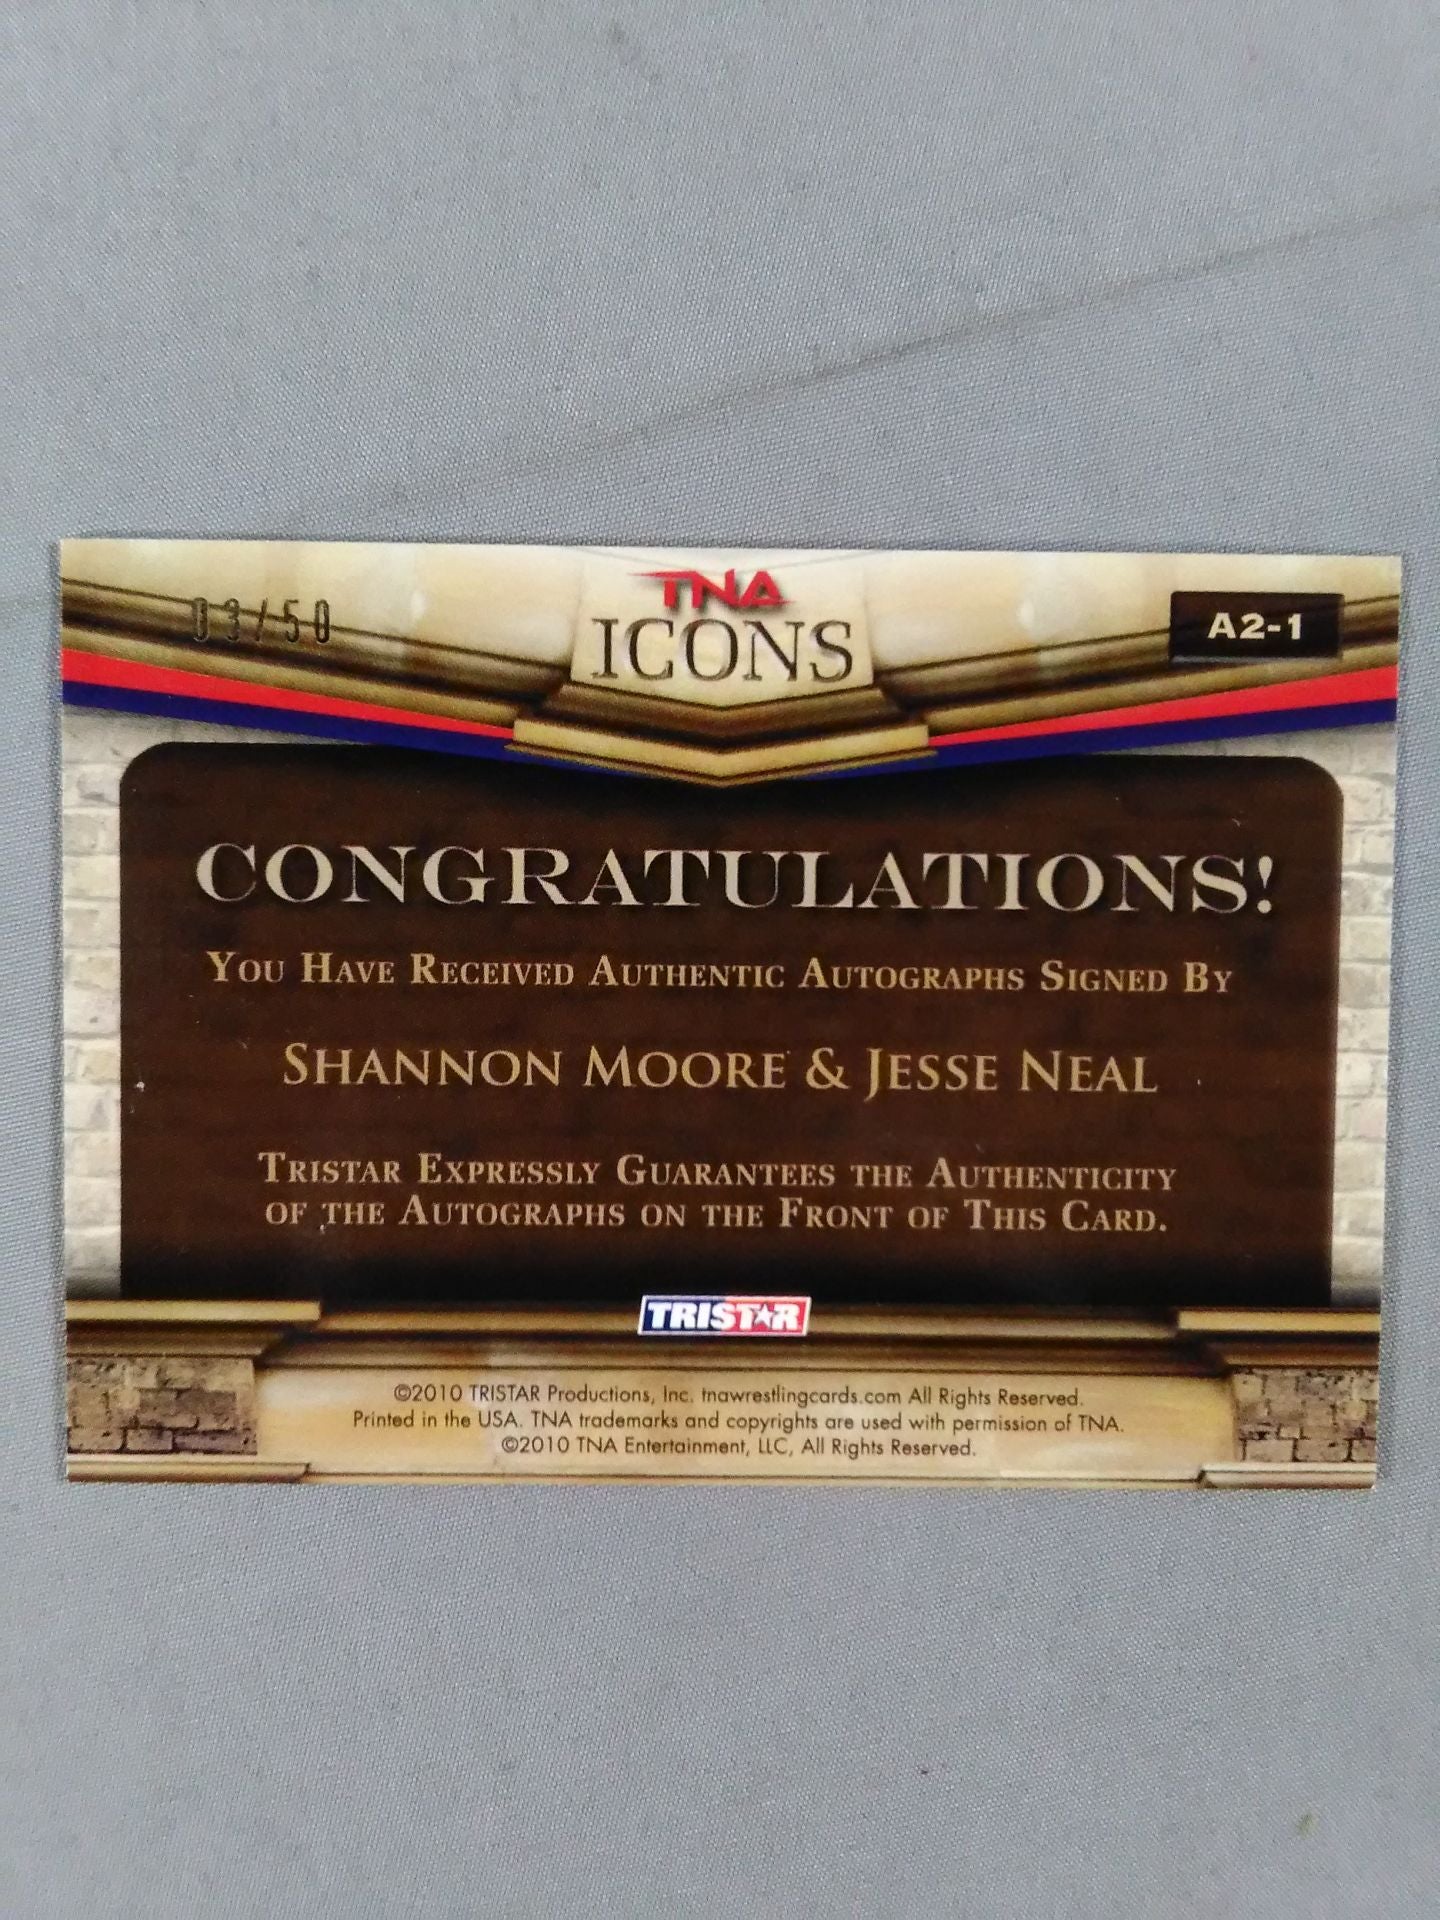 03/50
TNA
ICONS
A2-1
CONGRATULATIONS!
YOU HAVE RECEIVED AUTHENTIC AUTOGRAPHS SIGNED BY
SHANNON MOORE & JESSE NEAL
TRISTAR EXPRESSLY GUARANTEES THE AUTHENTICITY
OF THE AUTOGRAPHS ON THE FRONT OF THIS CARD.
TRISTAR
©2010 TRISTAR Productions, Inc. tnawrestlingcards.com All Rights Reserved.
Printed in the USA. TNA trademarks and copyrights are used with permission of TNA.
©2010 TNA Entertainment, LLC, All Rights Reserved.